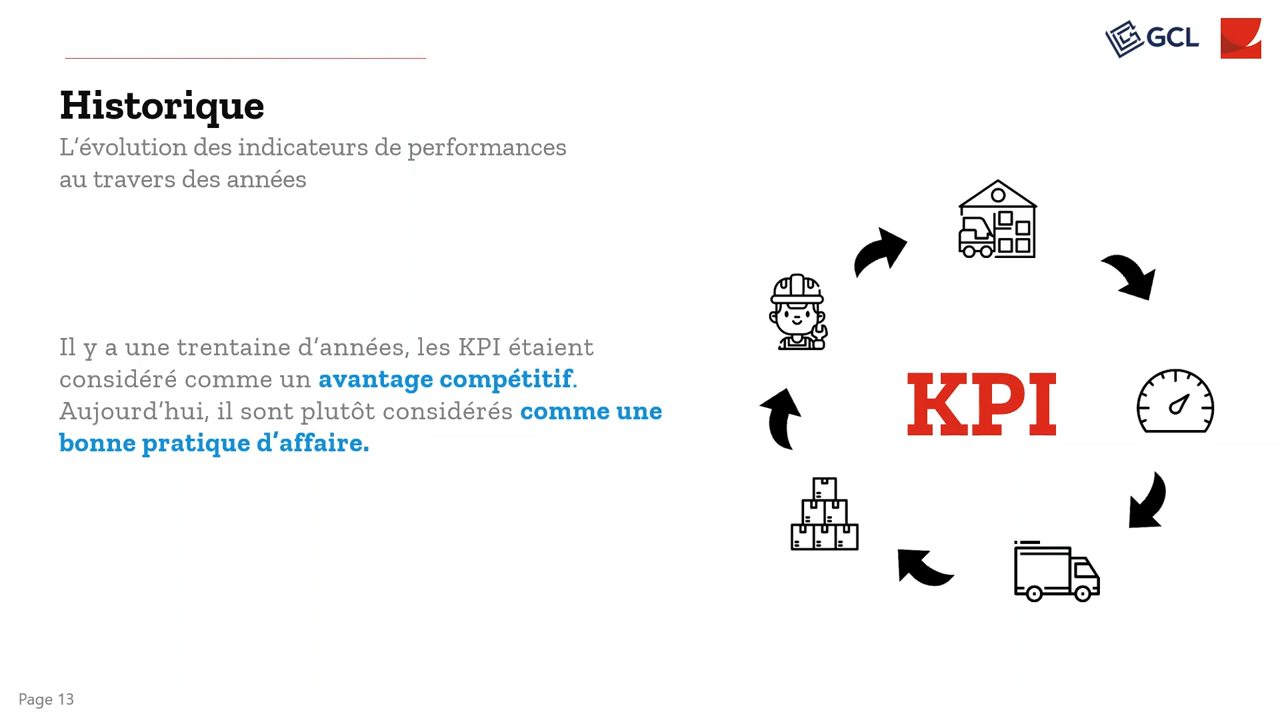 GCL
Historique
L’évolution des indicateurs de performances
au travers des années
Il y a une trentaine d’années, les KPI étaient
considéré comme un avantage compétitif.
Aujourd’hui, il sont plutôt considérés comme une
bonne pratique d’affaire.
KPI
Page 13